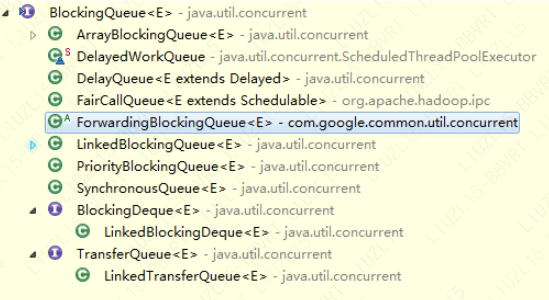 BlockingQueue<E> - java.util.concurrent
ArrayBlockingQueue<E> - java.util.concurrent
DelayedWorkQueue - java.util.concurrent.ScheduledThreadPoolExecutor
DelayQueue<E extends Delayed> - java.util.concurrent
FairCallQueue<E extends Schedulable> - org.apache.hadoop.ipc
ForwardingBlockingQueue<E> - com.google.common.util.concurrent
LinkedBlockingQueue<E> - java.util.concurrent
PriorityBlockingQueue<E> - java.util.concurrent
SynchronousQueue<E> - java.util.concurrent
BlockingDeque<E> - java.util.concurrent
LinkedBlockingDeque<E> - java.util.concurrent
TransferQueue<E> - java.util.concurrent
LinkedTransferQueue<E> - java.util.concurrent